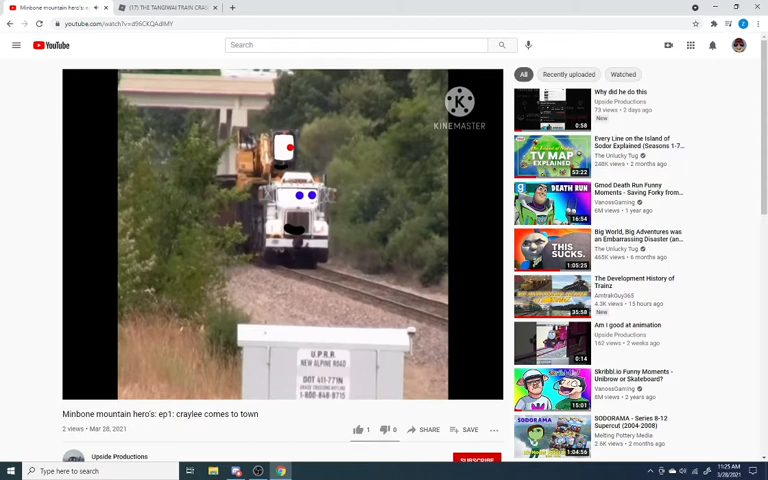 Minbone mountain hero's: e
(17) THE TANGIWAI TRAIN CRAS
youtube.com/watch?v=d96CKQAdIMY
YouTube
Search
KINEMASTER
U.P.R.R.
NEW ALPINE ROAD
DOT 411-771N
1-800-848-8715
Minbone mountain hero's: ep1: craylee comes to town
2 views • Mar 28, 2021
1
0
SHARE
SAVE
Upside Productions
SUBSCRIBE
All
Recently uploaded
Watched
Why did he do this
Upside Productions
73 views • 2 days ago
New
0:58
Every Line on the Island of
Sodor Explained (Seasons 1-7...
The Unlucky Tug
248K views • 2 months ago
TV MAP
EXPLAINED
53:22
Gmod Death Run Funny
Moments - Saving Forky from...
VanossGaming
6M views • 1 year ago
DEATH RUN
16:54
Big World, Big Adventures was
an Embarrassing Disaster (an...
The Unlucky Tug
465K views • 6 months ago
THIS
SUCKS.
1:05:25
The Development History of
Trainz
AmtrakGuy365
4.3K views • 15 hours ago
New
35:58
Am I good at animation
Upside Productions
162 views • 2 weeks ago
0:14
Skribbl.io Funny Moments -
Unibrow or Skateboard?
VanossGaming
8M views • 2 years ago
15:01
SODORAMA - Series 8-12
Supercut (2004-2008)
Melting Pottery Media
2.6K views • 2 months ago
SODORAMA
1:04:56
Type here to search
11:25 AM
3/28/2021